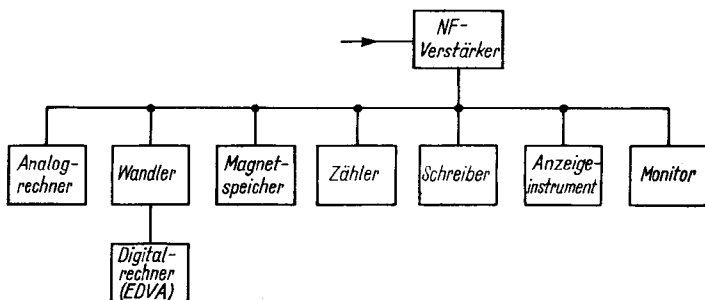 NF-
Verstärker
Analog-
rechner
Wandler
Magnet-
speicher
Zähler
Schreiber
Anzeige-
instrument
Monitor
Digital-
rechner
(EDVA)